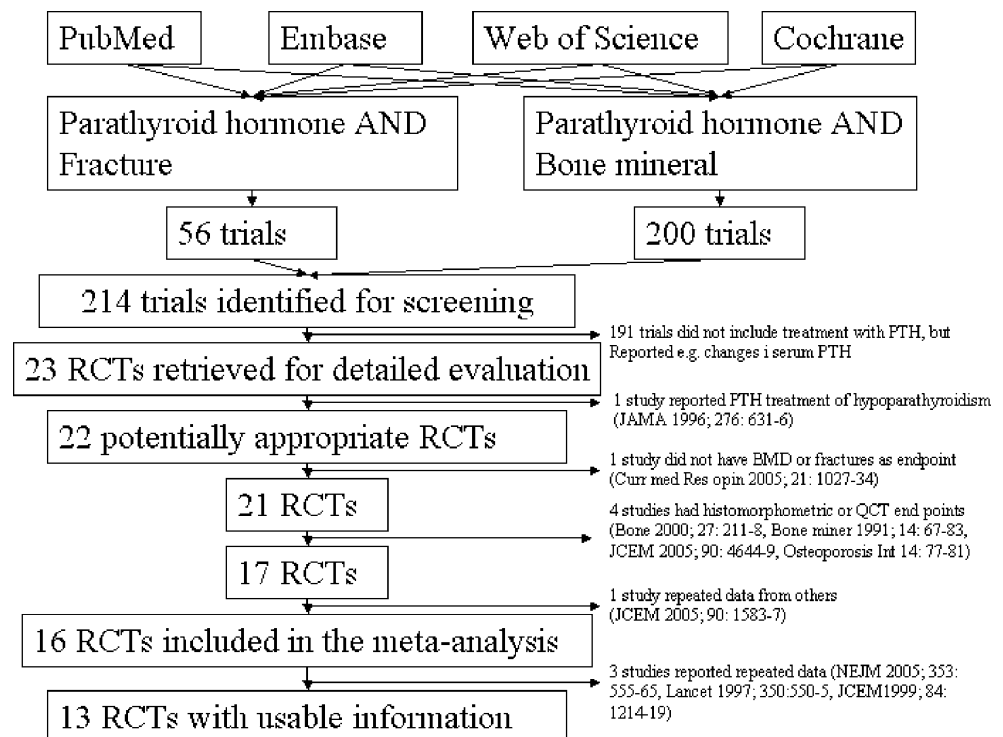 PubMed
Embase
Web of Science
Cochrane
Parathyroid hormone AND
Fracture
Parathyroid hormone AND
Bone mineral
56 trials
200 trials
214 trials identified for screening
191 trials did not include treatment with PTH, but
Reported e.g. changes i serum PTH
23 RCTs retrieved for detailed evaluation
1 study reported PTH treatment of hypoparathyroidism
(JAMA 1996; 276: 631-6)
22 potentially appropriate RCTs
1 study did not have BMD or fractures as endpoint
(Curr med Res opin 2005; 21: 1027-34)
21 RCTs
4 studies had histomorphometric or QCT end points
(Bone 2000; 27: 211-8, Bone miner 1991; 14: 67-83,
JCEM 2005; 90: 4644-9, Osteoporosis Int 14: 77-81)
17 RCTs
1 study repeated data from others
(JCEM 2005; 90: 1583-7)
16 RCTs included in the meta-analysis
3 studies reported repeated data (NEJM 2005; 353:
555-65, Lancet 1997; 350:550-5, JCEM1999; 84:
1214-19)
13 RCTs with usable information